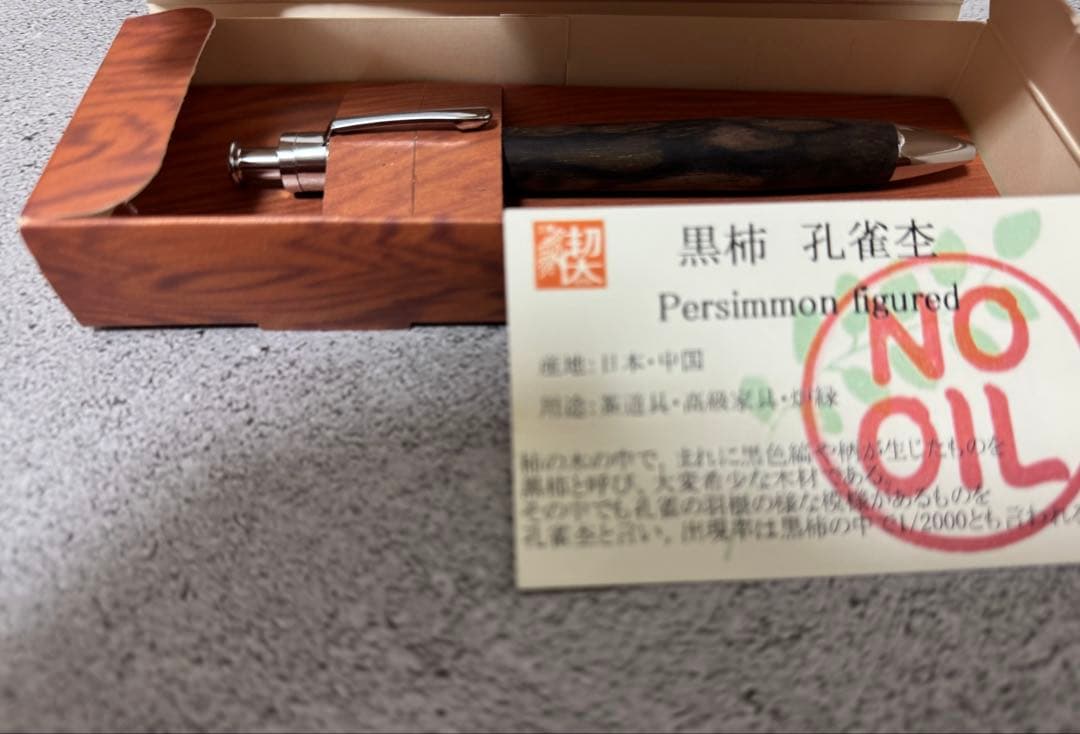 黒柿 孔雀杢
Persimmon figured
産地:日本・中国
用途:茶道具・高級家具・炉縁
柿の木の中で、まれに黒色縞や柄が生じたものを
黒柿と呼び、大変希少な木材である。
その中でも孔雀の羽根の様な模様があるものを
孔雀杢と言い、出現率は黒柿の中で1/2000とも言われる
NO
OIL